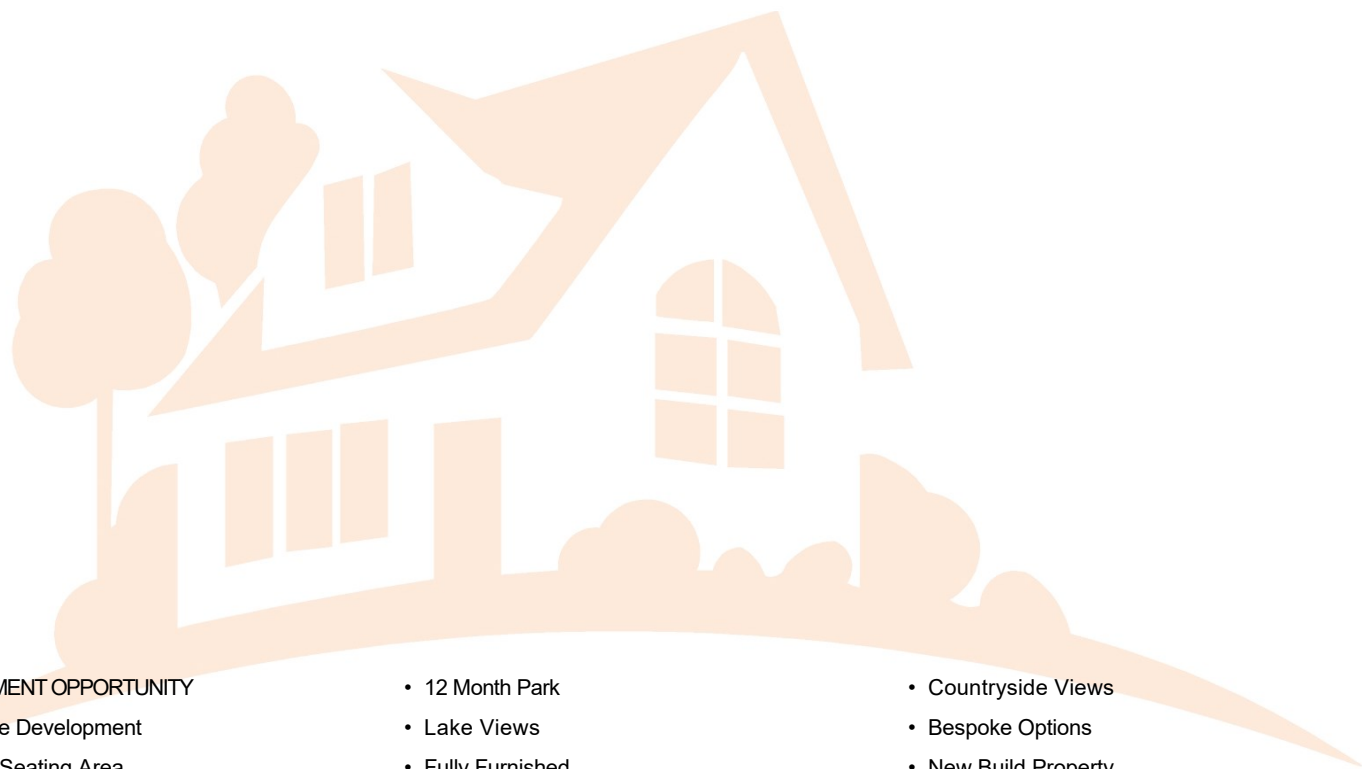 MENT OPPORTUNITY
• 12 Month Park
• Countryside Views
e Development
• Lake Views
• Bespoke Options
Seating Area
• Fully Furnished
• New Build Property